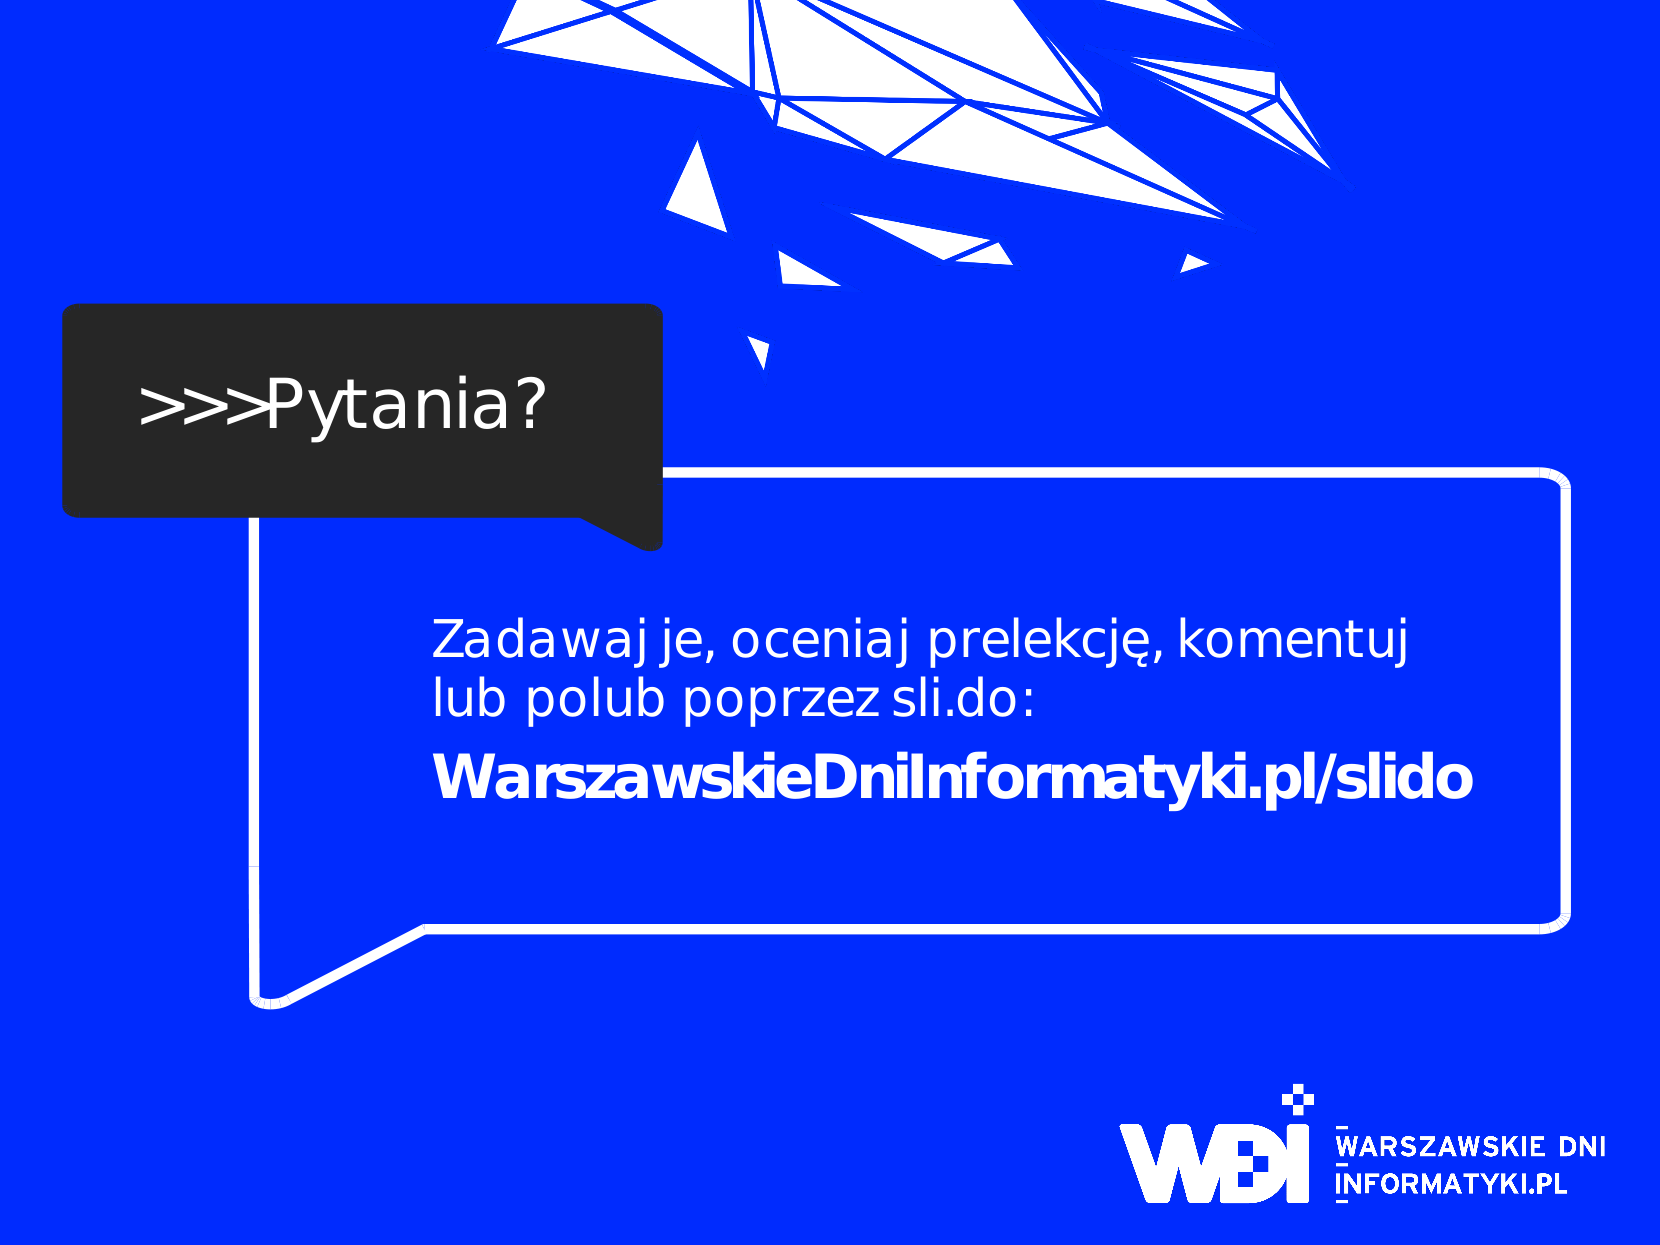 >>>Pytania?
Zadawaj je, oceniaj prelekcję, komentuj
lub polub poprzez sli.do:
WarszawskieDniInformatyki.pl/slido
WDI
WARSZAWSKIE DNI
INFORMATYKI.PL